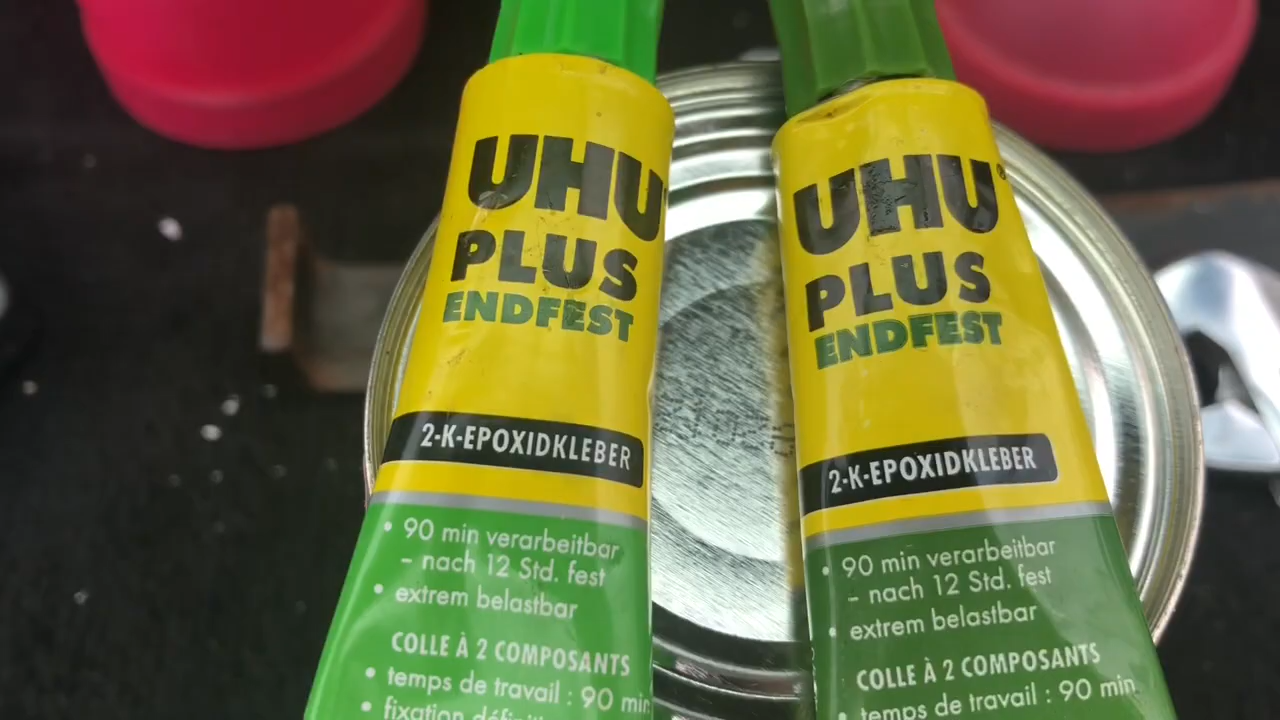 UHU
PLUS
ENDFEST
2-K-EPOXIDKLEBER
• 90 min verarbeitbar
– nach 12 Std. fest
• extrem belastbar
COLLE À 2 COMPOSANTS
• temps de travail : 90 min
• fixation
UHU®
PLUS
ENDFEST
2-K-EPOXIDKLEBER
• 90 min verarbeitbar
– nach 12 Std. fest
• extrem belastbar
COLLE À 2 COMPOSANTS
• temps de travail : 90 min